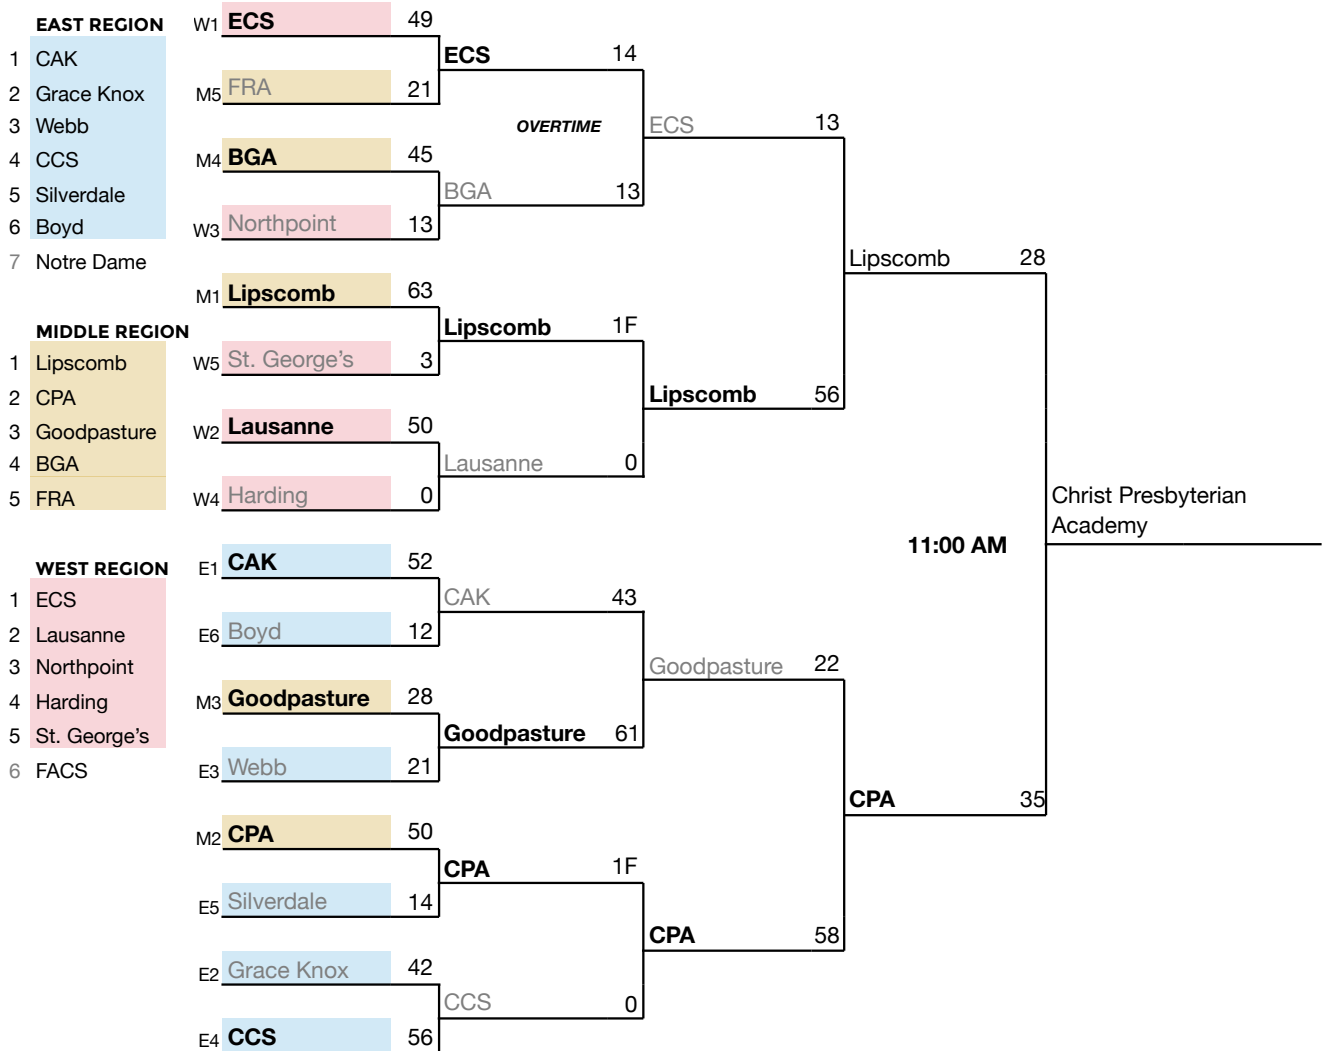 EAST REGION
1 CAK
2 Grace Knox
3 Webb
4 CCS
5 Silverdale
6 Boyd
7 Notre Dame
MIDDLE REGION
1 Lipscomb
2 CPA
3 Goodpasture
4 BGA
5 FRA
WEST REGION
1 ECS
2 Lausanne
3 Northpoint
4 Harding
5 St. George's
6 FACS
W1 ECS 49
M5 FRA 21
M4 BGA 45
W3 Northpoint 13
M1 Lipscomb 63
W5 St. George's 3
W2 Lausanne 50
W4 Harding 0
E1 CAK 52
E6 Boyd 12
M3 Goodpasture 28
E3 Webb 21
M2 CPA 50
E5 Silverdale 14
E2 Grace Knox 42
E4 CCS 56
ECS 14
OVERTIME
BGA 13
Lipscomb 1F
Lausanne 0
CAK 43
Goodpasture 61
CPA 1F
CCS 0
ECS 13
Lipscomb 56
Goodpasture 22
CPA 58
Lipscomb 28
11:00 AM
CPA 35
Christ Presbyterian
Academy